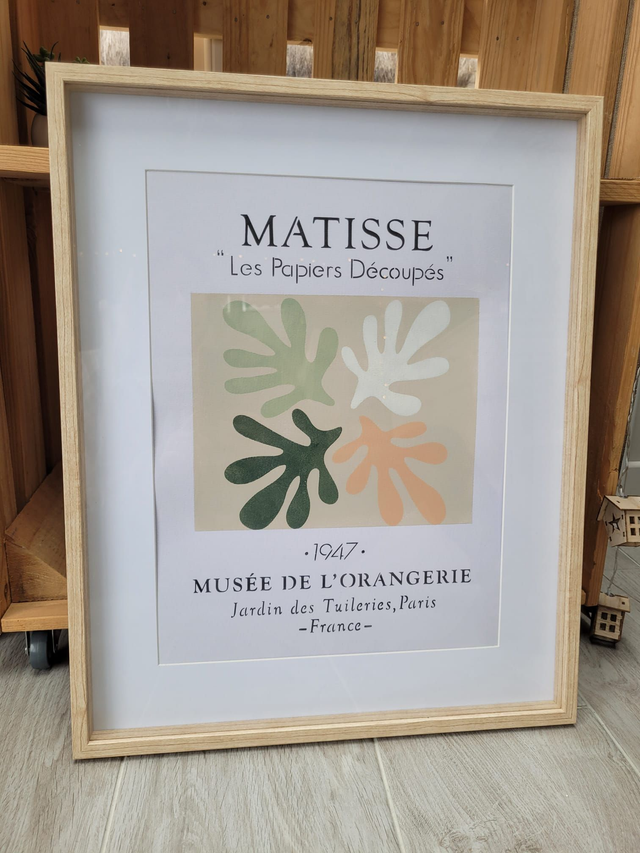 MATISSE
“Les Papiers Découpés”
·1947·
MUSÉE DE L'ORANGERIE
Jardin des Tuileries, Paris
-France-